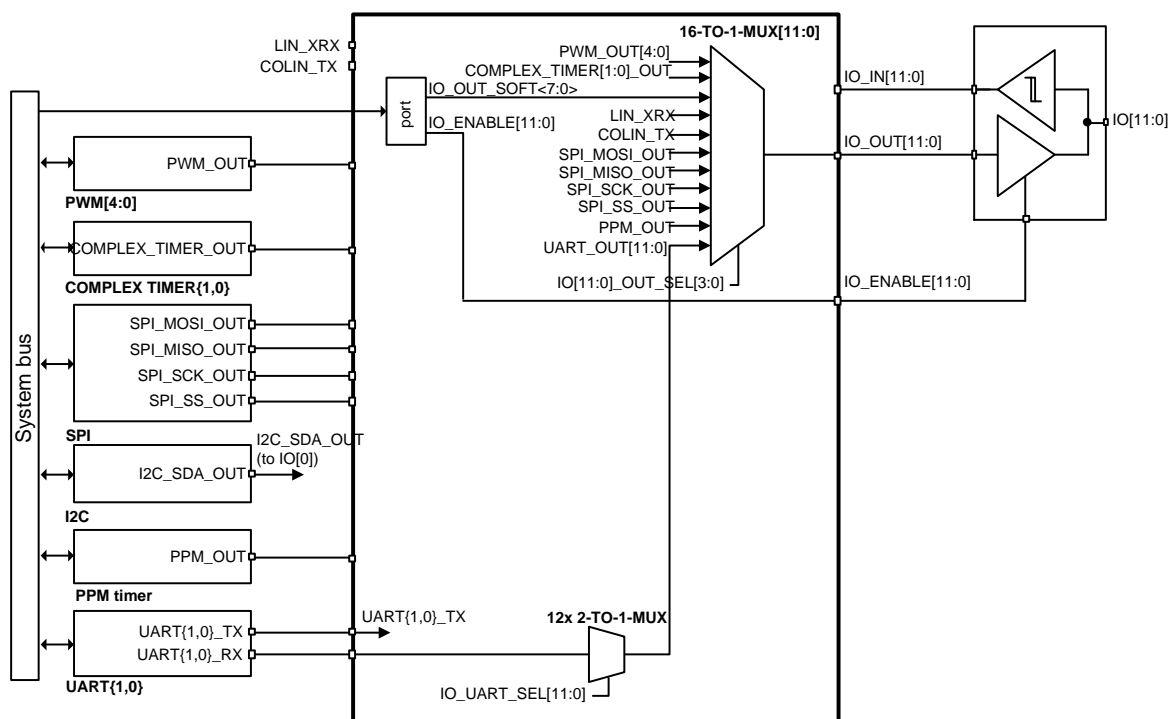 LIN_XRX
COLIN_TX
System bus
PWM_OUT
PWM[4:0]
COMPLEX_TIMER_OUT
COMPLEX TIMER{1,0}
SPI_MOSI_OUT
SPI_MISO_OUT
SPI_SCK_OUT
SPI_SS_OUT
SPI
I2C_SDA_OUT
I2C_SDA_OUT
(to IO[0])
I2C
PPM_OUT
PPM timer
UART{1,0}_TX
UART{1,0}_RX
UART{1,0}
UART{1,0}_TX
port
IO_OUT_SOFT<7:0>
IO_ENABLE[11:0]
16-TO-1-MUX[11:0]
PWM_OUT[4:0]
COMPLEX_TIMER[1:0]_OUT
LIN_XRX
COLIN_TX
SPI_MOSI_OUT
SPI_MISO_OUT
SPI_SCK_OUT
SPI_SS_OUT
PPM_OUT
UART_OUT[11:0]
IO[11:0]_OUT_SEL[3:0]
12x 2-TO-1-MUX
IO_UART_SEL[11:0]
IO_IN[11:0]
IO_OUT[11:0]
IO_ENABLE[11:0]
IO[11:0]